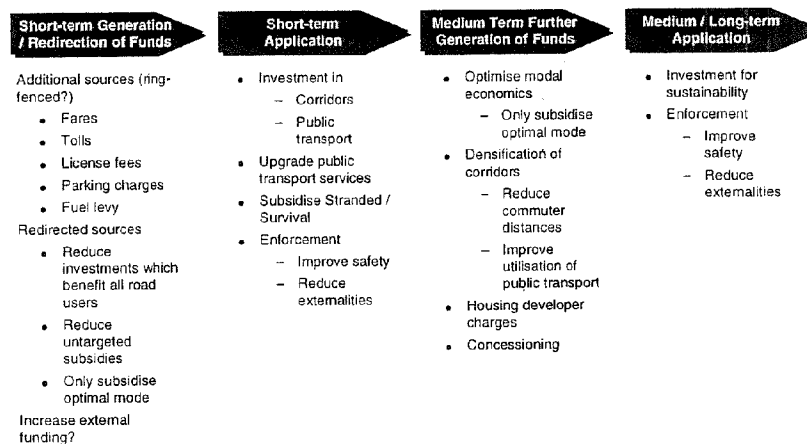 Short-term Generation
/ Redirection of Funds
Additional sources (ring-
fenced?)
• Fares
• Tolls
• License fees
• Parking charges
• Fuel levy
Redirected sources
• Reduce
investments which
benefit all road
users
• Reduce
untargeted
subsidies
• Only subsidise
optimal mode
Increase external
funding?
Short-term
Application
• Investment in
– Corridors
– Public
transport
• Upgrade public
transport services
• Subsidise Stranded /
Survival
• Enforcement
– Improve safety
– Reduce
externalities
Medium Term Further
Generation of Funds
• Optimise modal
economics
– Only subsidise
optimal mode
• Densification of
corridors
– Reduce
commuter
distances
– Improve
utilisation of
public transport
• Housing developer
charges
• Concessioning
Medium / Long-term
Application
• Investment for
sustainability
• Enforcement
– Improve
safety
– Reduce
externalities